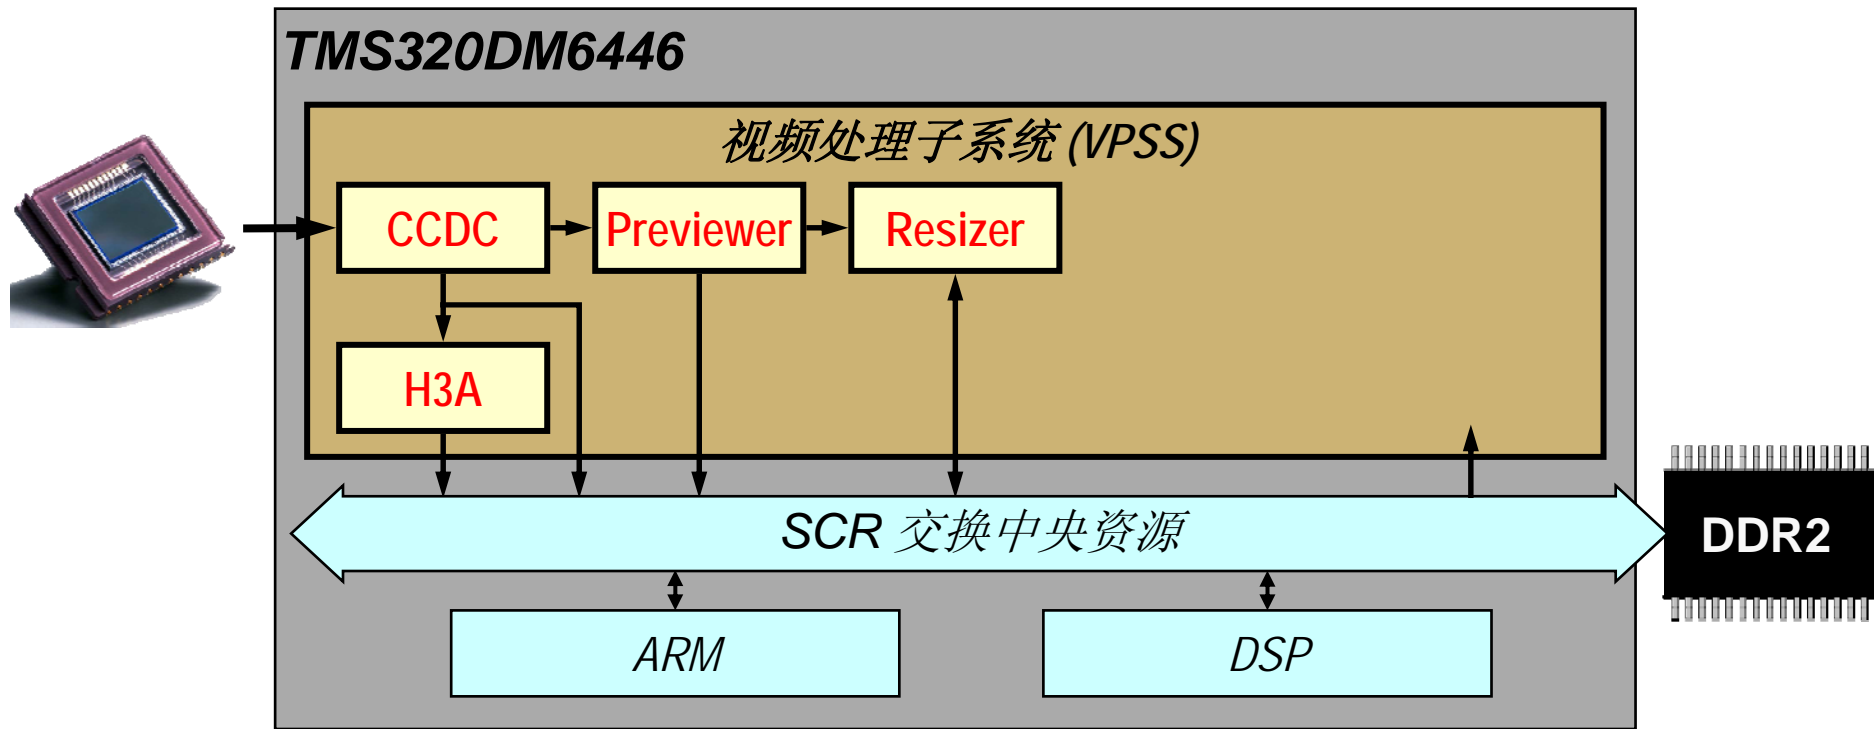 TMS320DM6446
视频处理子系统 (VPSS)
CCDC
Previewer
Resizer
H3A
SCR 交换中央资源
DDR2
ARM
DSP